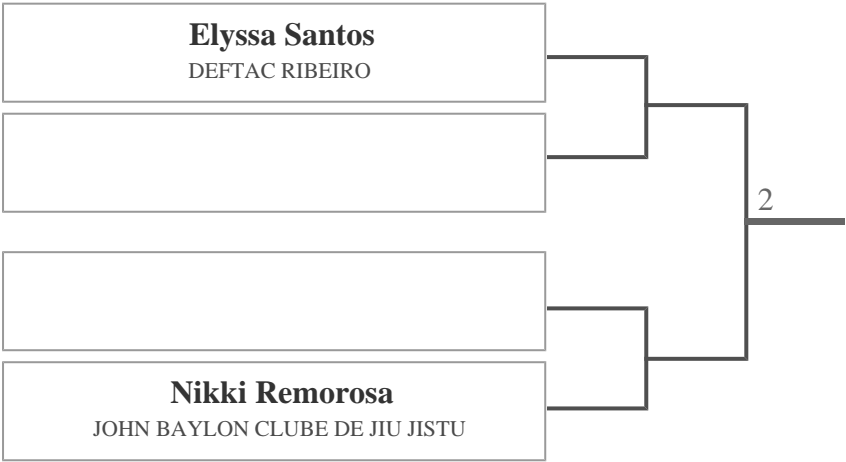 Elyssa Santos
DEFTAC RIBEIRO
2
Nikki Remorosa
JOHN BAYLON CLUBE DE JIU JISTU